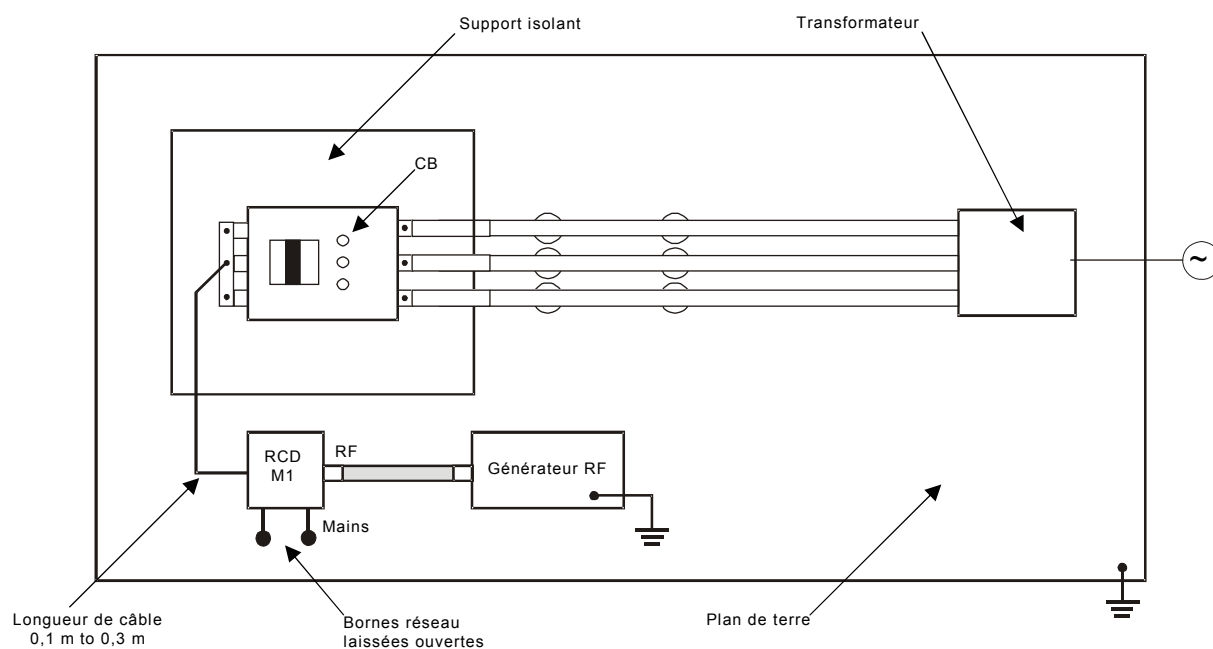 Support isolant
Transformateur
CB
~
RCD
M1
RF
Générateur RF
Mains
Longueur de câble
0,1 m to 0,3 m
Bornes réseau
laissées ouvertes
Plan de terre